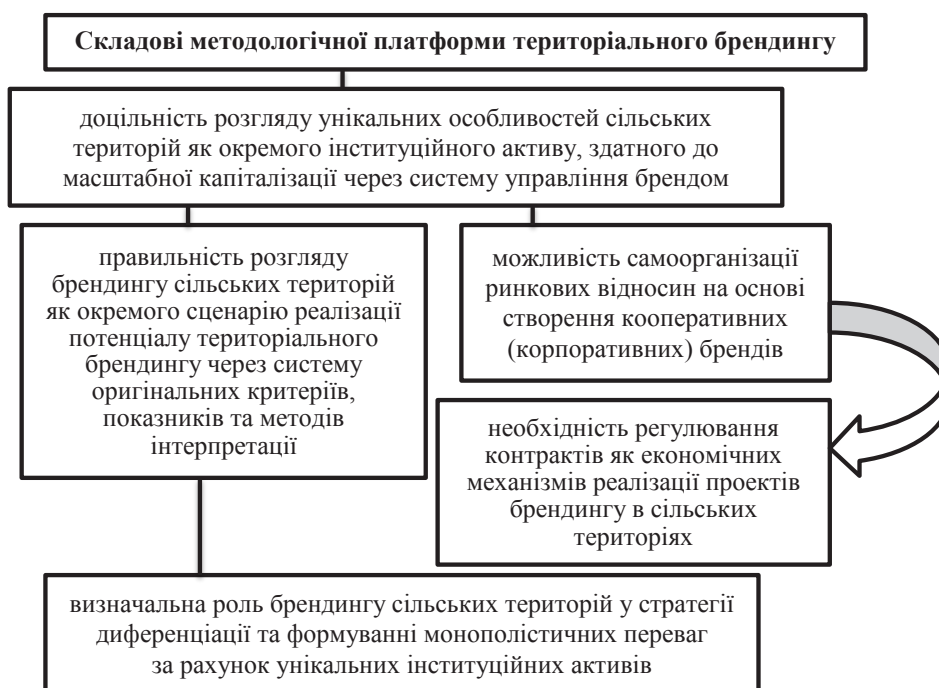 Складові методологічної платформи територіального брендингу
доцільність розгляду унікальних особливостей сільських
територій як окремого інституційного активу, здатного до
масштабної капіталізації через систему управління брендом
правильність розгляду
брендингу сільських територій
як окремого сценарію реалізації
потенціалу територіального
брендингу через систему
оригінальних критеріїв,
показників та методів
інтерпретації
можливість самоорганізації
ринкових відносин на основі
створення кооперативних
(корпоративних) брендів
необхідність регулювання
контрактів як економічних
механізмів реалізації проектів
брендингу в сільських
територіях
визначальна роль брендингу сільських територій у стратегії
диференціації та формуванні монополістичних переваг
за рахунок унікальних інституційних активів